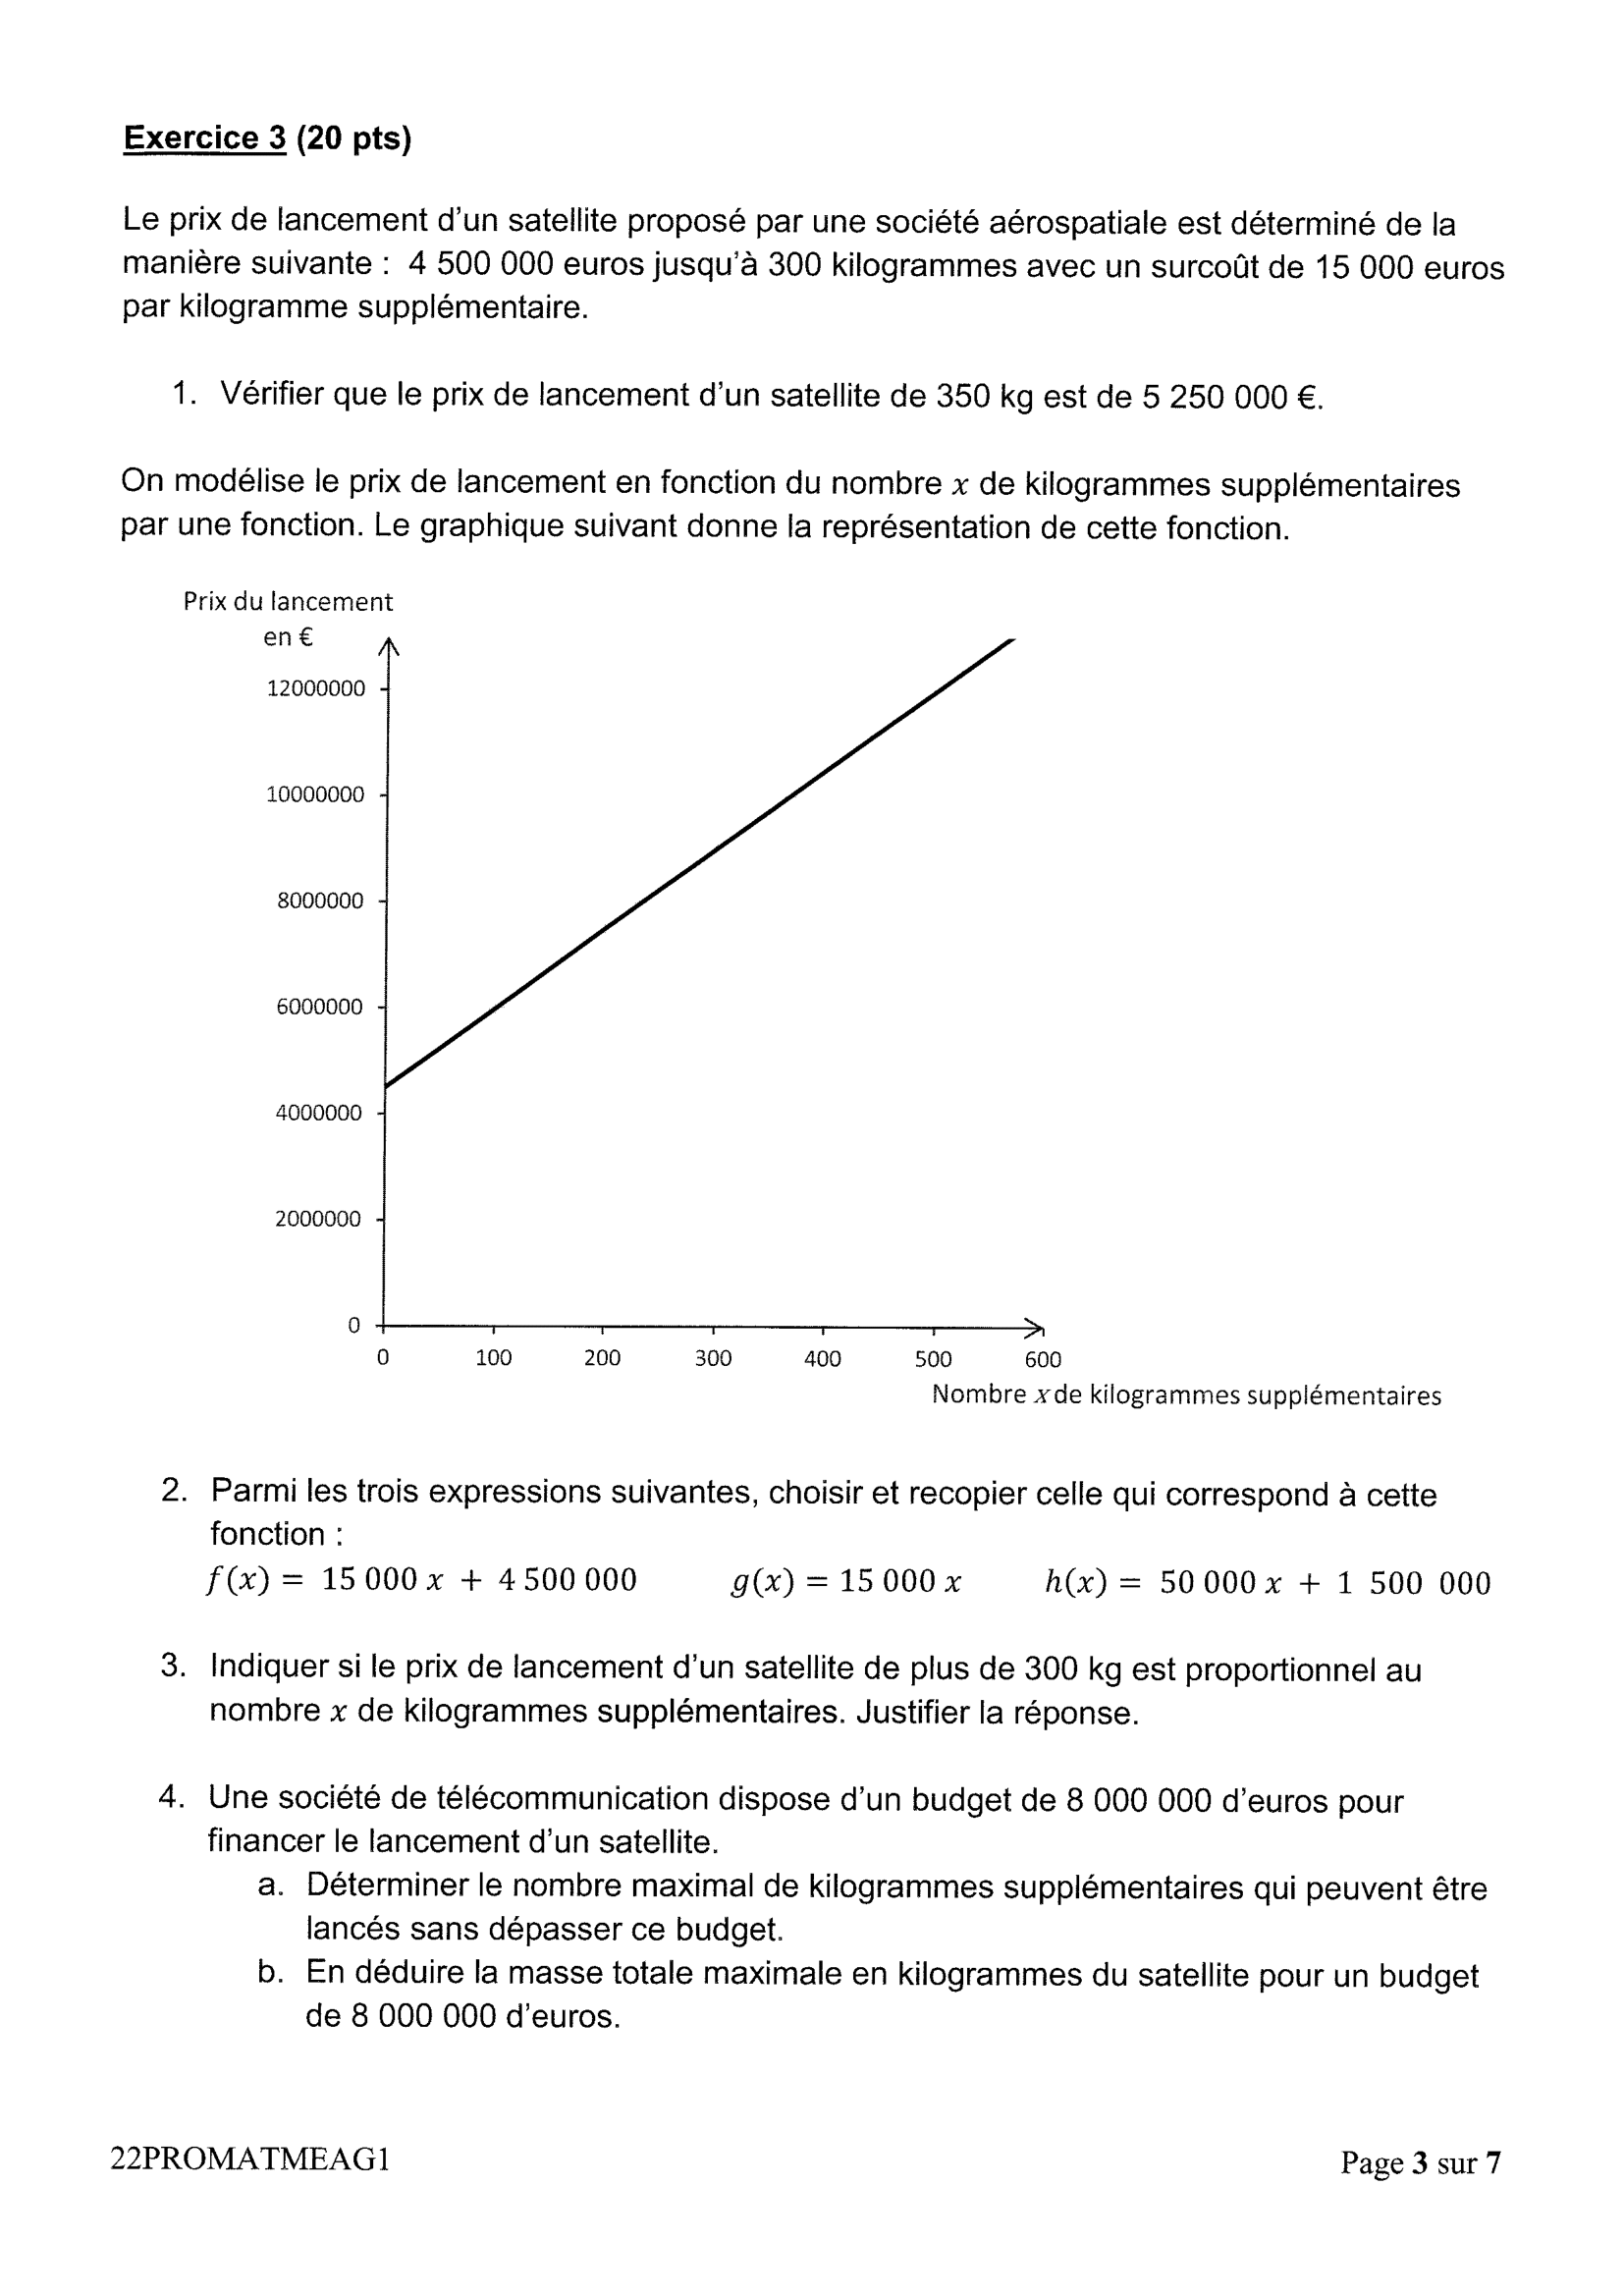 Exercice 3 (20 pts)
Le prix de lancement d'un satellite proposé par une société aérospatiale est déterminé de la
manière suivante : 4 500 000 euros jusqu'à 300 kilogrammes avec un surcoût de 15 000 euros
par kilogramme supplémentaire.
1. Vérifier que le prix de lancement d'un satellite de 350 kg est de 5 250 000 €.
On modélise le prix de lancement en fonction du nombre x de kilogrammes supplémentaires
par une fonction. Le graphique suivant donne la représentation de cette fonction.
Prix du lancement
en €
12000000
10000000
8000000
6000000
4000000
2000000
0
0 100 200 300 400 500 600
Nombre x de kilogrammes supplémentaires
2. Parmi les trois expressions suivantes, choisir et recopier celle qui correspond à cette
fonction :
f(x) = 15 000 x + 4 500 000 g(x) = 15 000 x h(x) = 50 000 x + 1 500 000
3. Indiquer si le prix de lancement d'un satellite de plus de 300 kg est proportionnel au
nombre x de kilogrammes supplémentaires. Justifier la réponse.
4. Une société de télécommunication dispose d'un budget de 8 000 000 d'euros pour
financer le lancement d'un satellite.
a. Déterminer le nombre maximal de kilogrammes supplémentaires qui peuvent être
lancés sans dépasser ce budget.
b. En déduire la masse totale maximale en kilogrammes du satellite pour un budget
de 8 000 000 d'euros.
22PROMATMEAG1
Page 3 sur 7